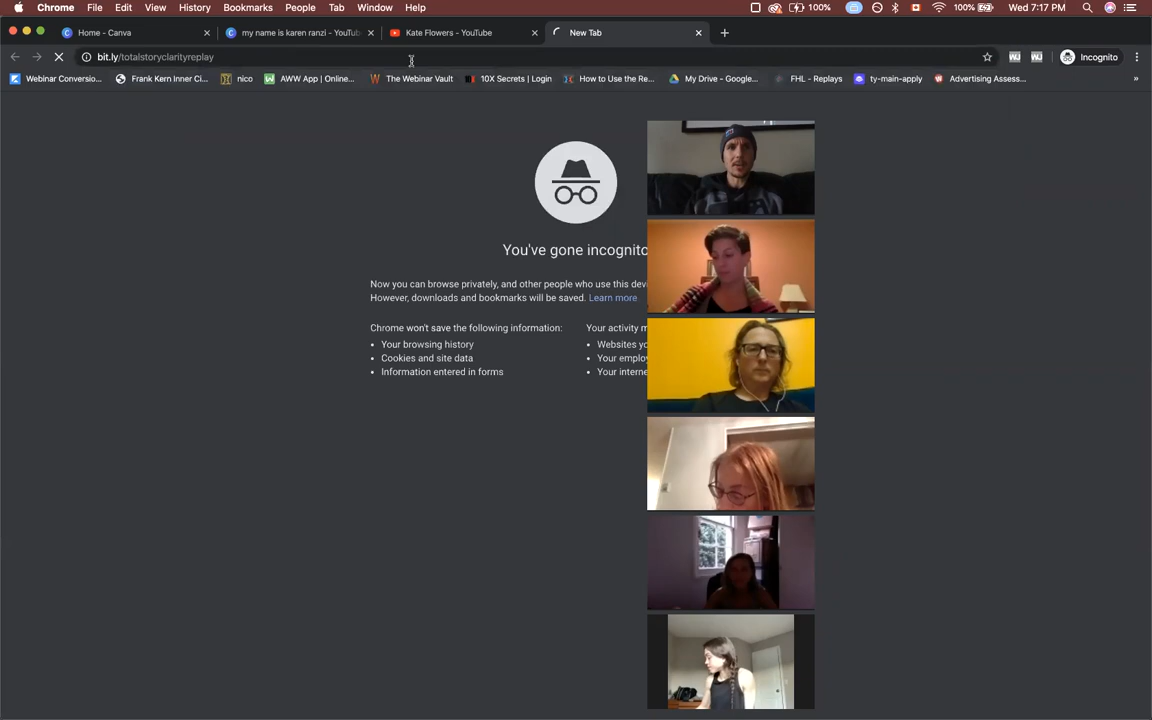 Chrome File Edit View History Bookmarks People Tab Window Help 100% 100% Wed 7:17 PM
Home - Canva my name is karen ranzi - YouTub Kate Flowers - YouTube New Tab
bit.ly/totalstoryclarityreplay Incognito
Webinar Conversio... Frank Kern Inner Ci... nico AWW App | Online... The Webinar Vault 10X Secrets | Login How to Use the Re... My Drive - Google... FHL - Replays ty-main-apply Advertising Assess... »
You've gone incognito
Now you can browse privately, and other people who use this dev
However, downloads and bookmarks will be saved. Learn more
Chrome won't save the following information:
• Your browsing history
• Cookies and site data
• Information entered in forms
Your activity m
• Websites yo
• Your emplo
• Your interne